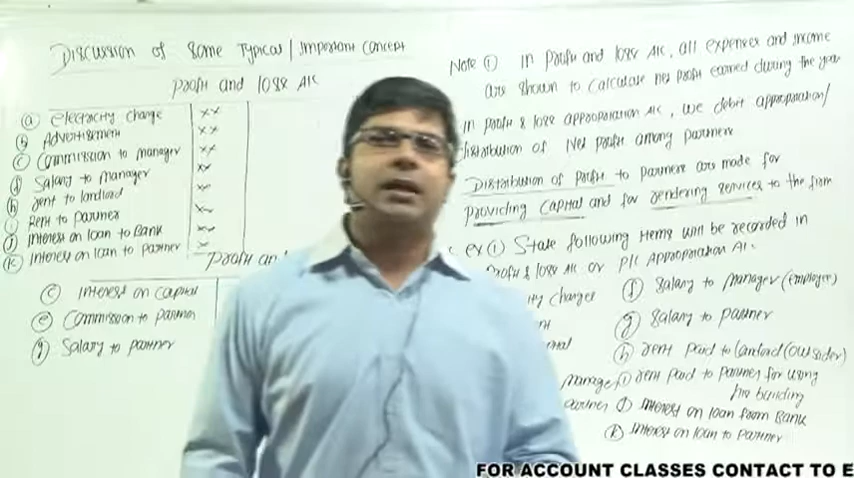 Discussion of Some Typical / Important Concept
Profit and loss A/c
(a) Electricity charge xx
(b) Advertisement xx
(c) Commission to manager xx
(f) Salary to manager xx
(h) rent to landlord xx
(i) Rent to partner xx
(j) Interest on loan to Bank xx
(k) Interest on loan to partner xx
Profit and
(c) Interest on capital
(e) Commission to partner
(g) Salary to partner
Note (1) In Profit and loss A/c, all expenses and income
are shown to calculate net profit earned during the year
In profit & loss appropriation A/c, we debit appropriation/
distribution of Net profit among partners
Distribution of profit to partners are made for
providing capital and for rendering services to the firm
ex (1) State following items will be recorded in
Profit & loss A/c or P/L Appropriation A/c.
ity charges
(f) Salary to manager (employee)
(g) Salary to partner
(h) rent paid to landlord (outsider)
manager
(i) rent paid to partner for using
his building
partner
(j) Interest on loan from Bank
(k) Interest on loan to partner
FOR ACCOUNT CLASSES CONTACT TO E